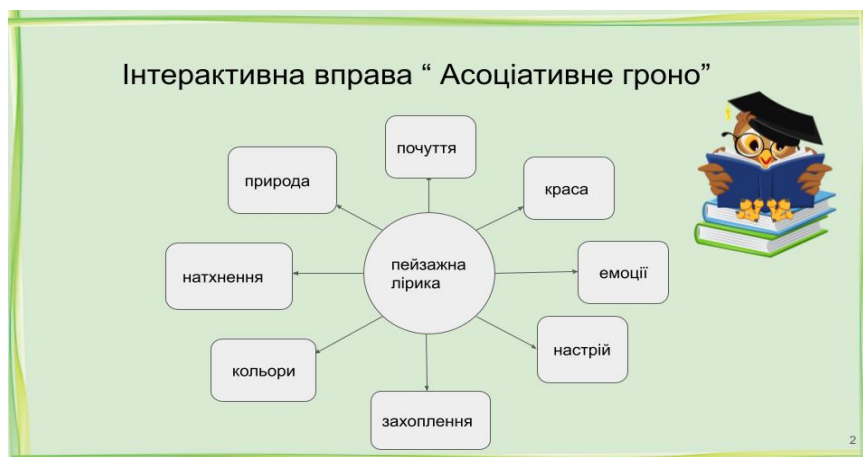 Інтерактивна вправа “ Асоціативне гроно”
почуття
природа
краса
пейзажна
лірика
натхнення
емоції
настрій
кольори
захоплення
2